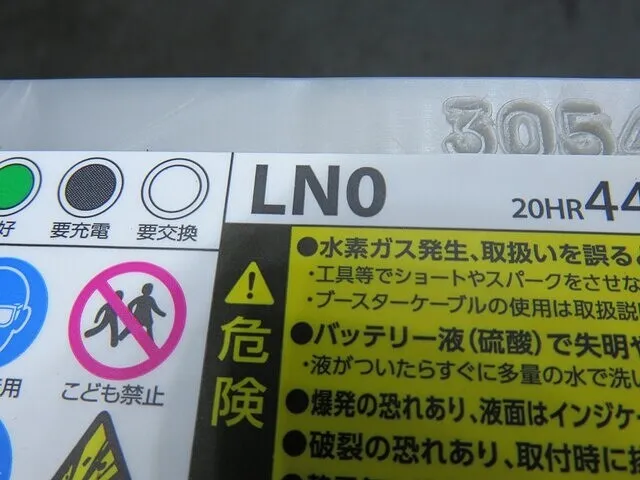 3054
好 要充電 要交換
LN0 20HR44
危険
●水素ガス発生、取扱いを誤ると
・工具等でショートやスパークをさせな
・ブースターケーブルの使用は取扱説
●バッテリー液(硫酸)で失明や
・液がついたらすぐに多量の水で洗い
●爆発の恐れあり、液面はインジケ
●破裂の恐れあり、取付時に
用 こども禁止